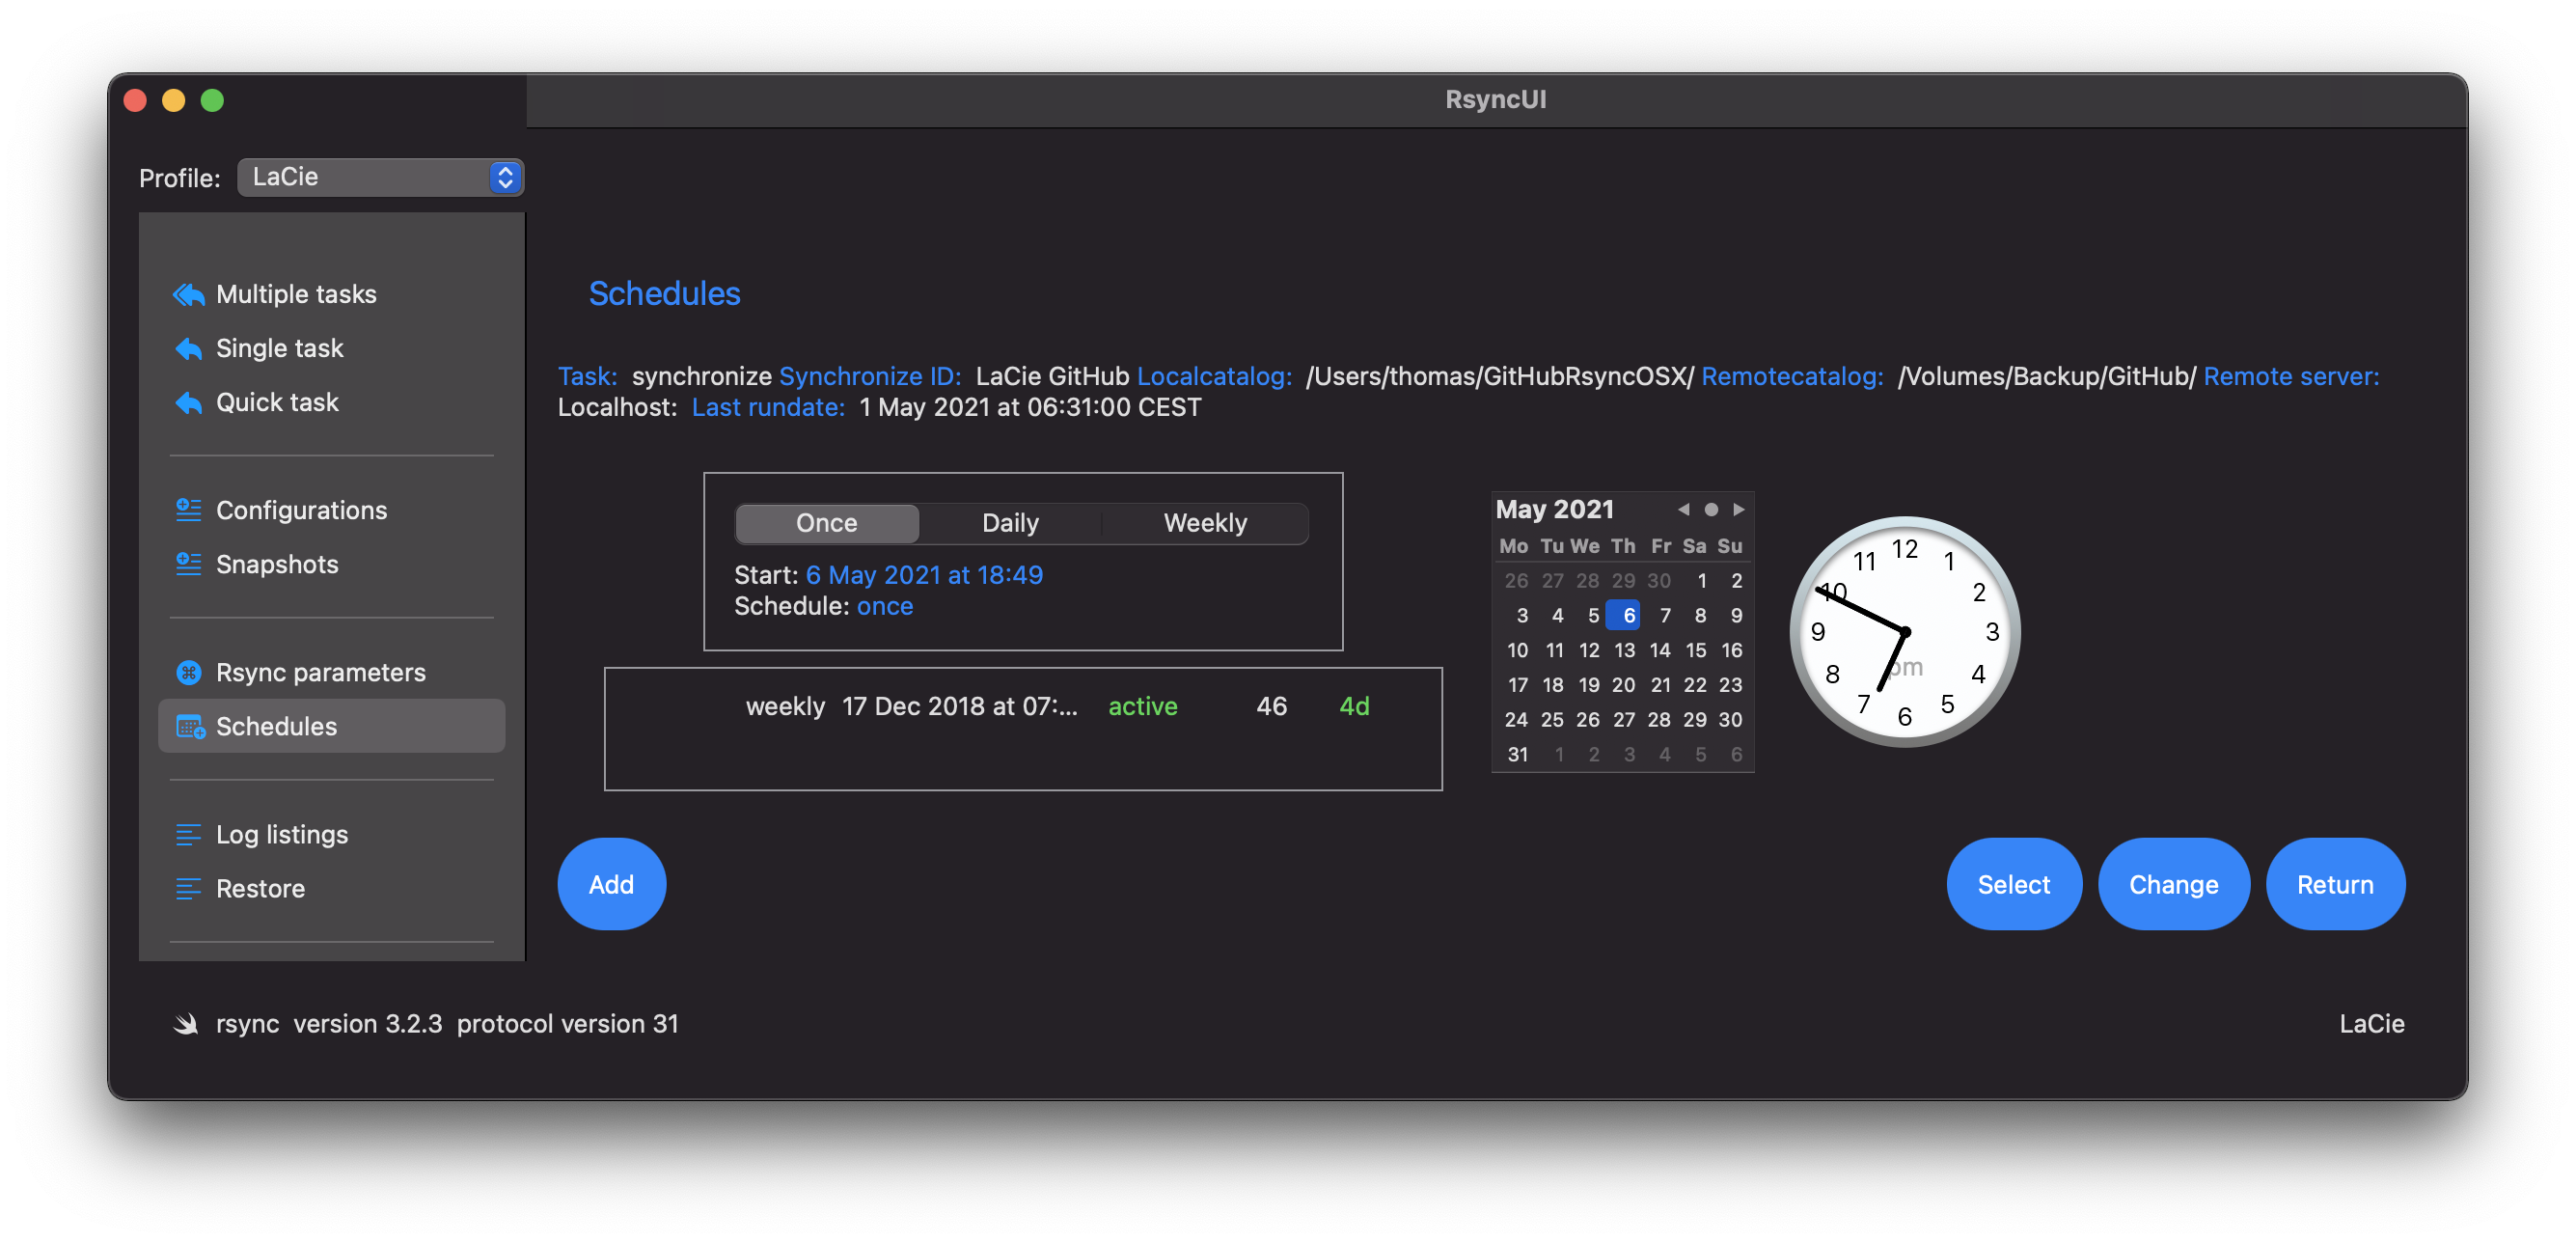 RsyncUI
Profile: LaCie
Multiple tasks
Single task
Quick task
Configurations
Snapshots
Rsync parameters
Schedules
Log listings
Restore
Schedules
Task: synchronize Synchronize ID: LaCie GitHub Localcatalog: /Users/thomas/GitHubRsyncOSX/ Remotecatalog: /Volumes/Backup/GitHub/ Remote server:
Localhost: Last rundate: 1 May 2021 at 06:31:00 CEST
Once Daily Weekly
Start: 6 May 2021 at 18:49
Schedule: once
weekly 17 Dec 2018 at 07:... active 46 4d
May 2021
Mo Tu We Th Fr Sa Su
26 27 28 29 30 1 2
3 4 5 6 7 8 9
10 11 12 13 14 15 16
17 18 19 20 21 22 23
24 25 26 27 28 29 30
31 1 2 3 4 5 6
12
1
2
3
4
5
6
7
8
9
10
11
pm
Add
Select
Change
Return
rsync version 3.2.3 protocol version 31
LaCie